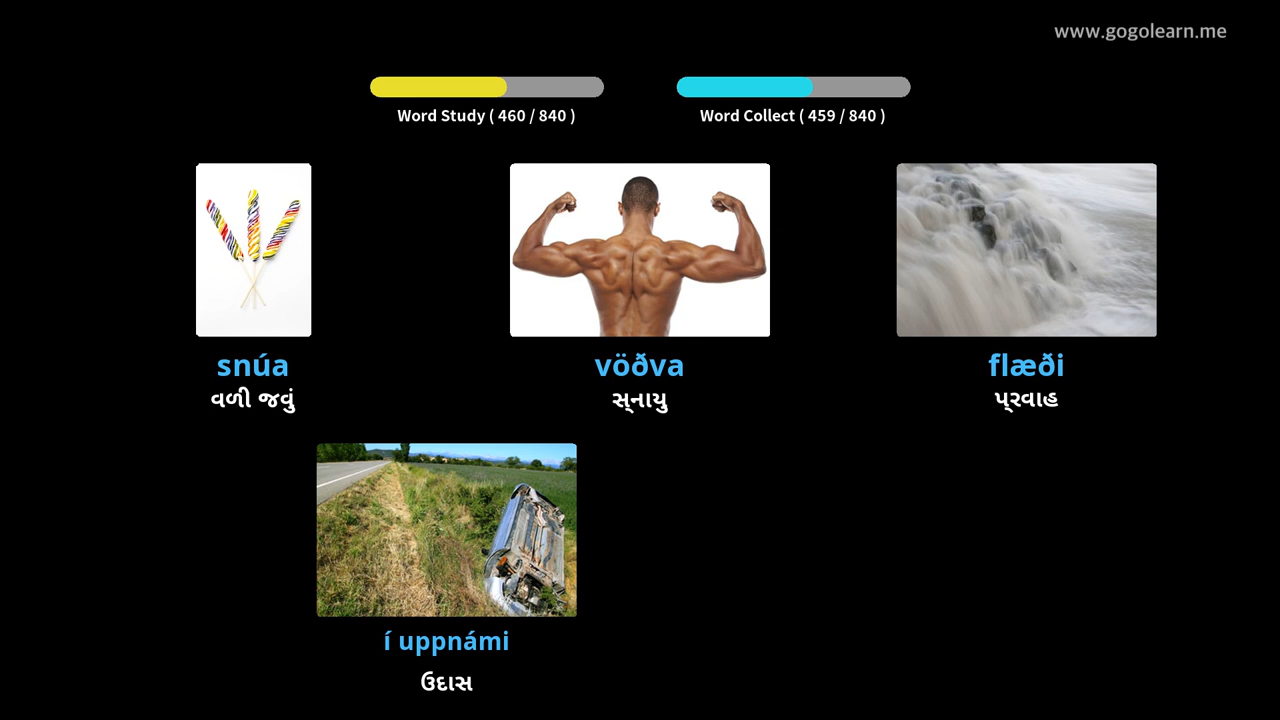 www.gogolearn.me
Word Study ( 460 / 840 )
Word Collect ( 459 / 840 )
snúa
વળી જવું
vöðva
સ્નાયુ
flæði
પ્રવાહ
í uppnámi
ઉદાસ